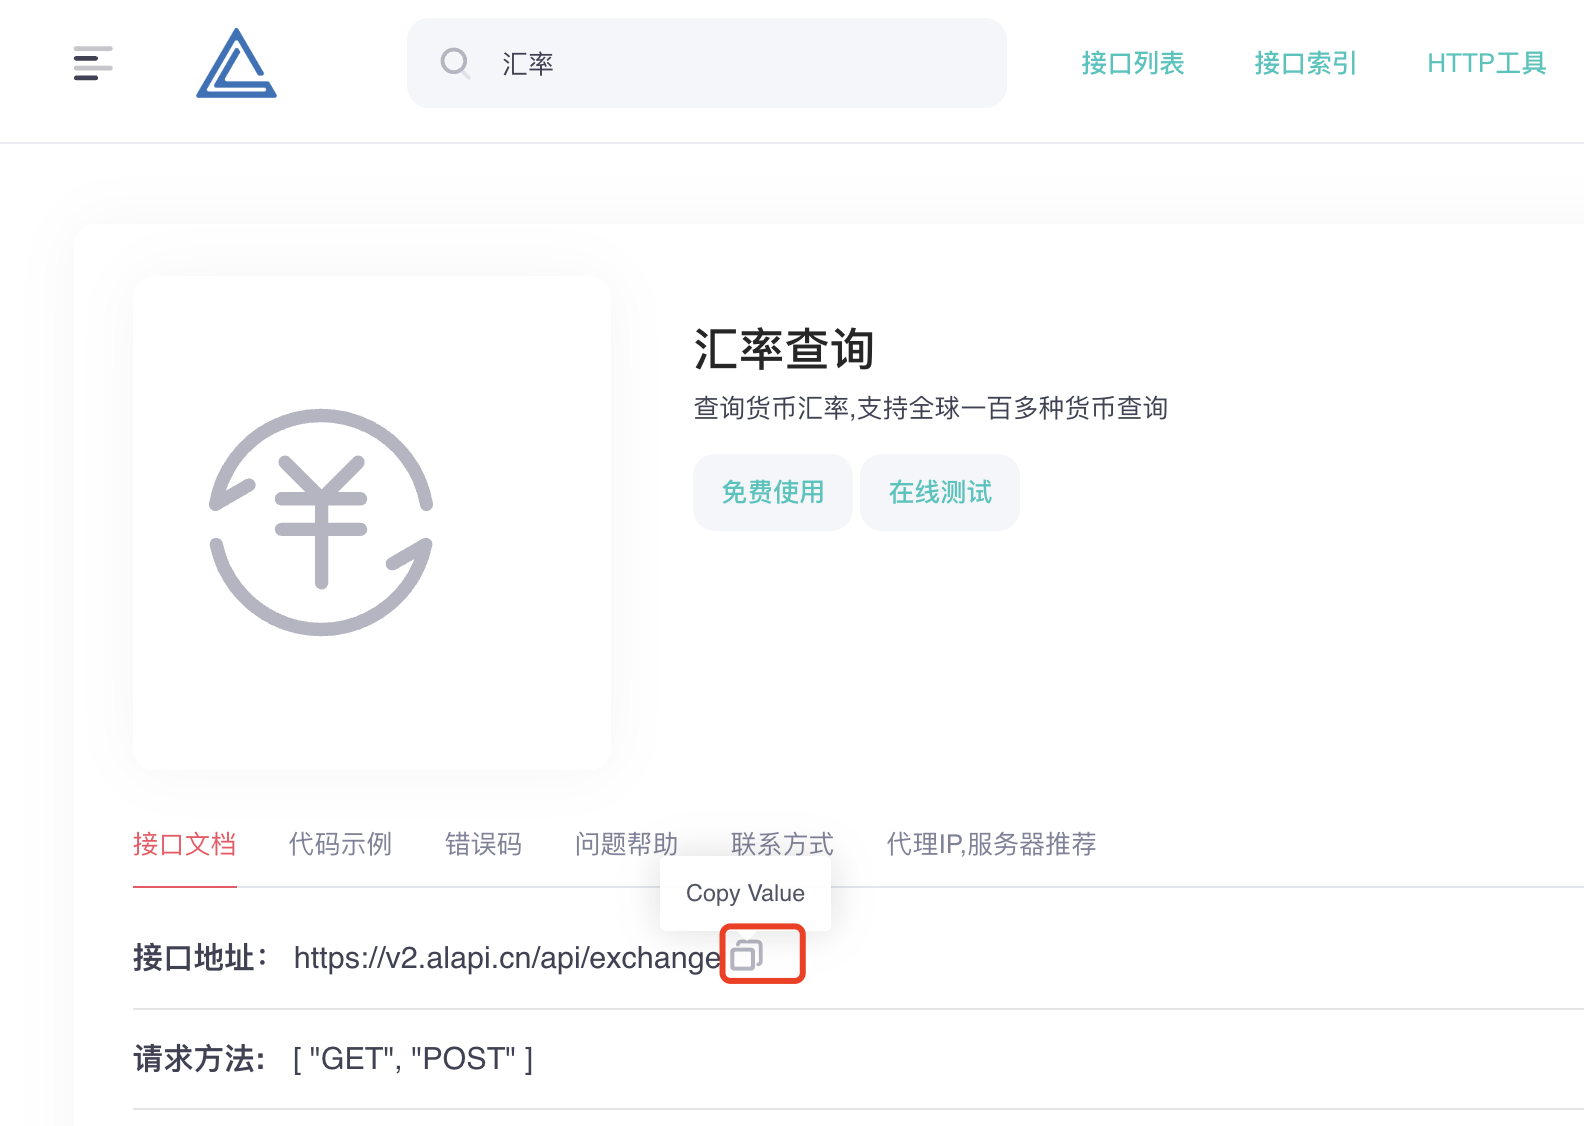 汇率
接口列表 接口索引 HTTP工具
汇率查询
查询货币汇率,支持全球一百多种货币查询
免费使用 在线测试
接口文档 代码示例 错误码 问题帮助 联系方式 代理IP,服务器推荐
Copy Value
接口地址： https://v2.alapi.cn/api/exchange
请求方法: [ "GET", "POST" ]